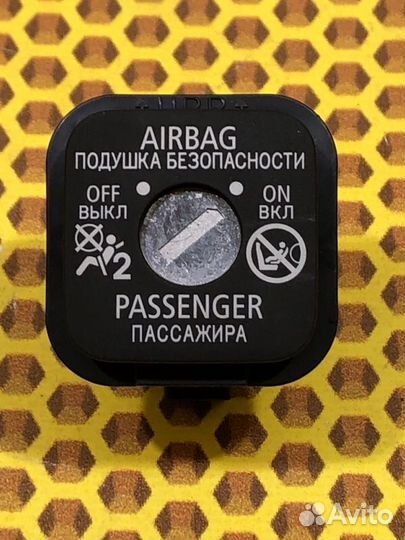 AIRBAG
ПОДУШКА БЕЗОПАСНОСТИ
OFF ON
ВЫКЛ ВКЛ
2
PASSENGER
ПАССАЖИРА
Avito